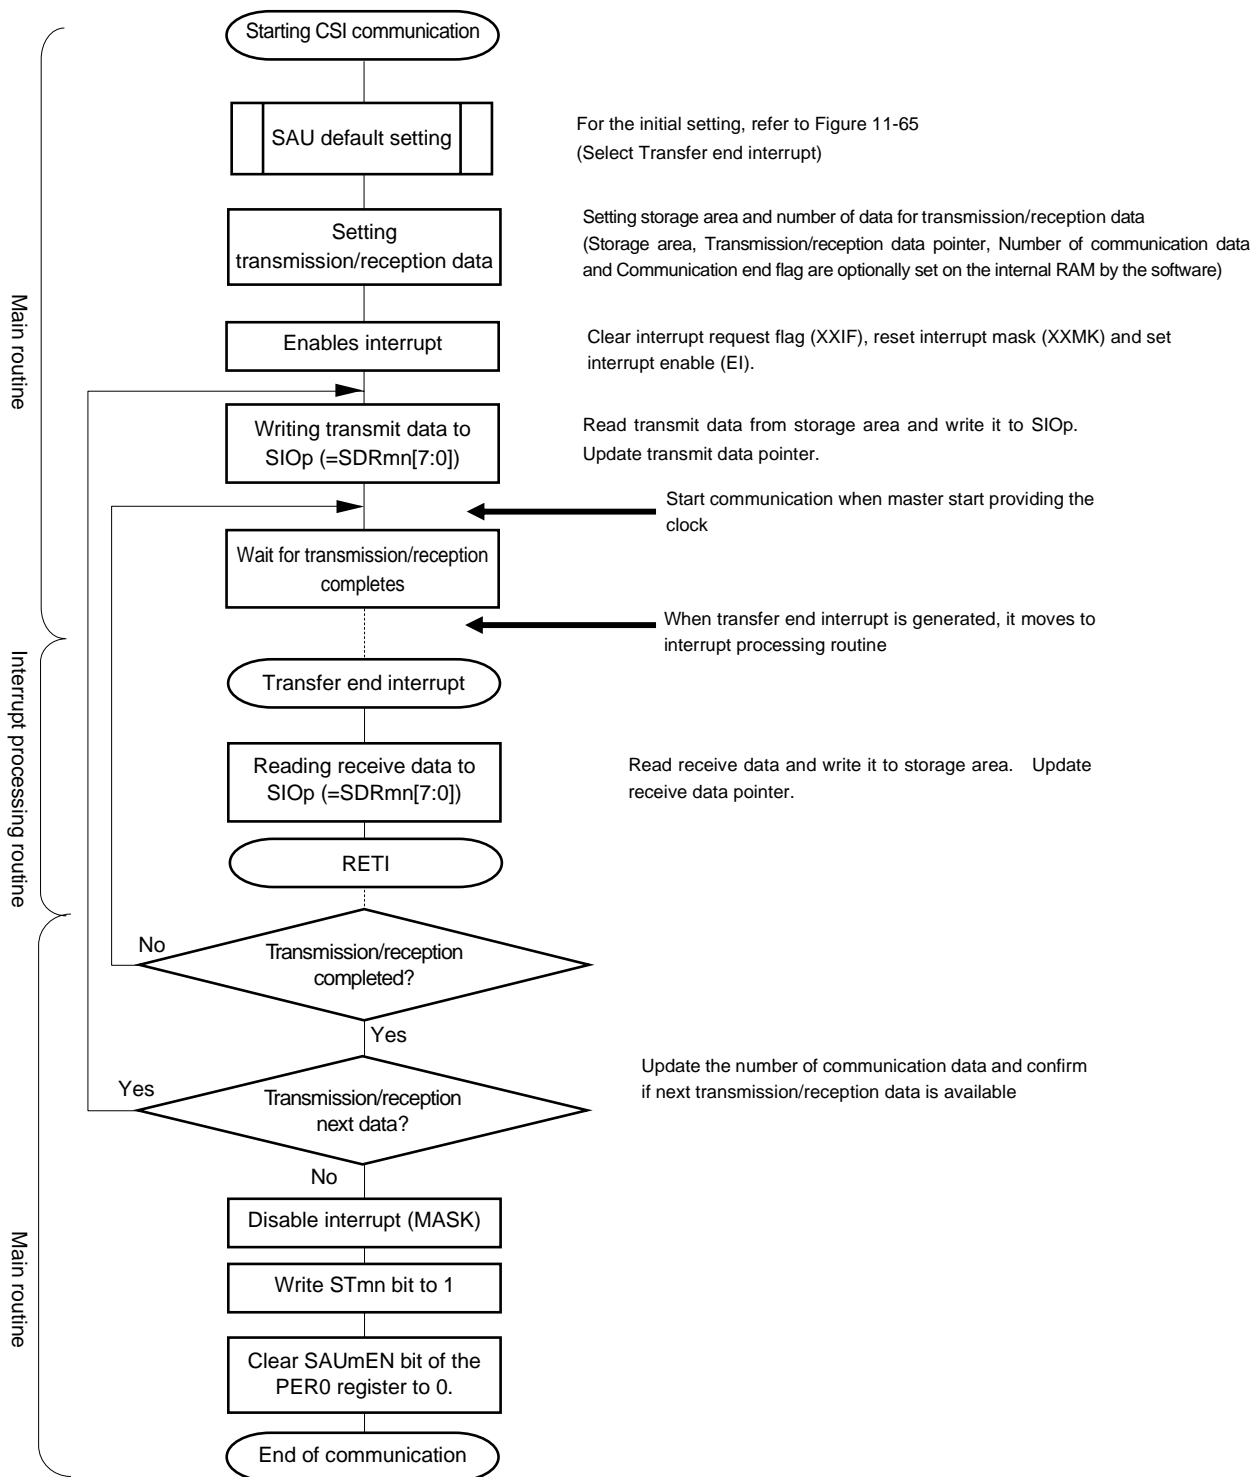 Starting CSI communication
SAU default setting
For the initial setting, refer to Figure 11-65
(Select Transfer end interrupt)
Setting
transmission/reception data
Setting storage area and number of data for transmission/reception data
(Storage area, Transmission/reception data pointer, Number of communication data
and Communication end flag are optionally set on the internal RAM by the software)
Main routine
Enables interrupt
Clear interrupt request flag (XXIF), reset interrupt mask (XXMK) and set
interrupt enable (EI).
Writing transmit data to
SIOp (=SDRmn[7:0])
Read transmit data from storage area and write it to SIOp.
Update transmit data pointer.
Start communication when master start providing the
clock
Wait for transmission/reception
completes
When transfer end interrupt is generated, it moves to
interrupt processing routine
Interrupt processing routine
Transfer end interrupt
Reading receive data to
SIOp (=SDRmn[7:0])
Read receive data and write it to storage area. Update
receive data pointer.
RETI
No
Transmission/reception
completed?
Yes
Update the number of communication data and confirm
if next transmission/reception data is available
Yes
Transmission/reception
next data?
No
Main routine
Disable interrupt (MASK)
Write STmn bit to 1
Clear SAUmEN bit of the
PER0 register to 0.
End of communication